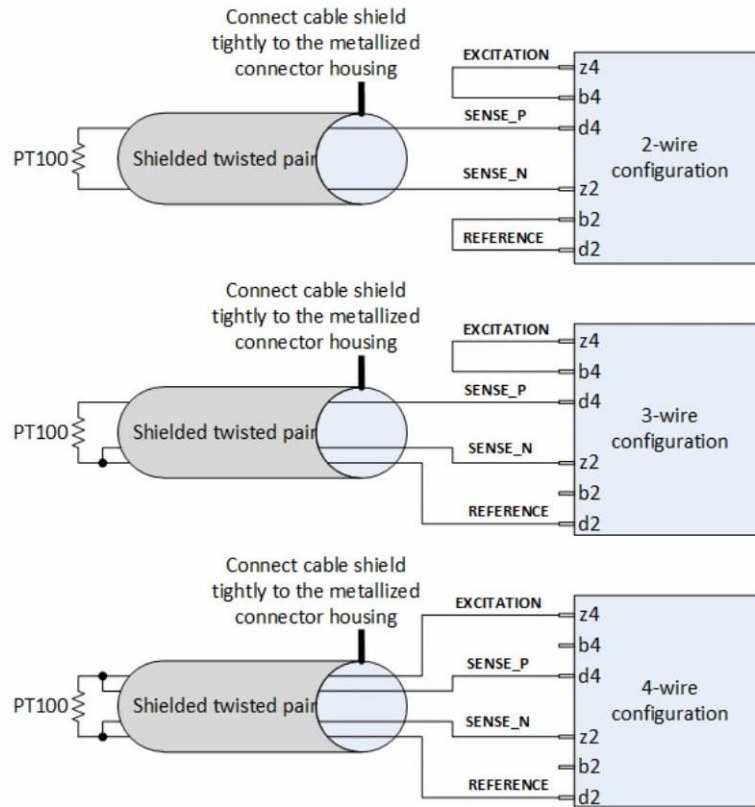 Connect cable shield
tightly to the metallized
connector housing
EXCITATION
z4
b4
SENSE_P
d4
PT100
Shielded twisted pair
2-wire
configuration
SENSE_N
z2
b2
REFERENCE
d2
Connect cable shield
tightly to the metallized
connector housing
EXCITATION
z4
b4
SENSE_P
d4
PT100
Shielded twisted pair
3-wire
configuration
SENSE_N
z2
b2
REFERENCE
d2
Connect cable shield
tightly to the metallized
connector housing
EXCITATION
z4
b4
SENSE_P
d4
PT100
Shielded twisted pair
4-wire
configuration
SENSE_N
z2
b2
REFERENCE
d2